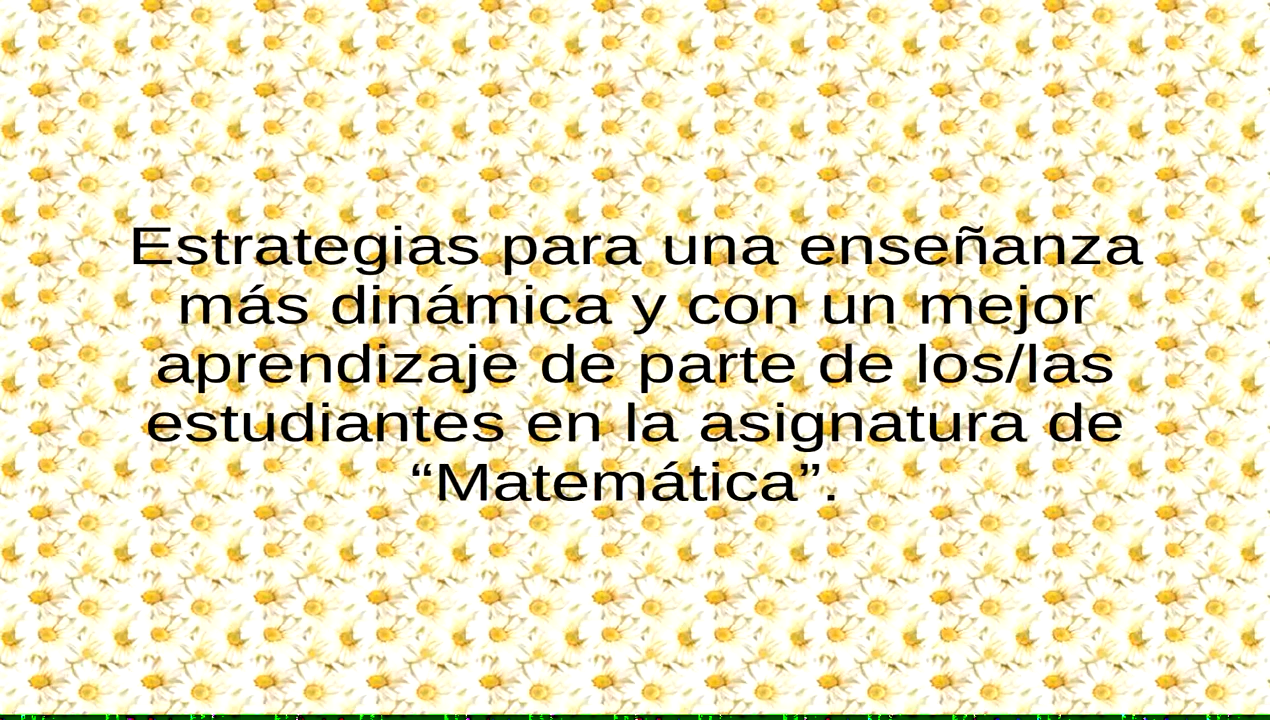 Estrategias para una enseñanza
más dinámica y con un mejor
aprendizaje de parte de los/las
estudiantes en la asignatura de
“Matemática”.